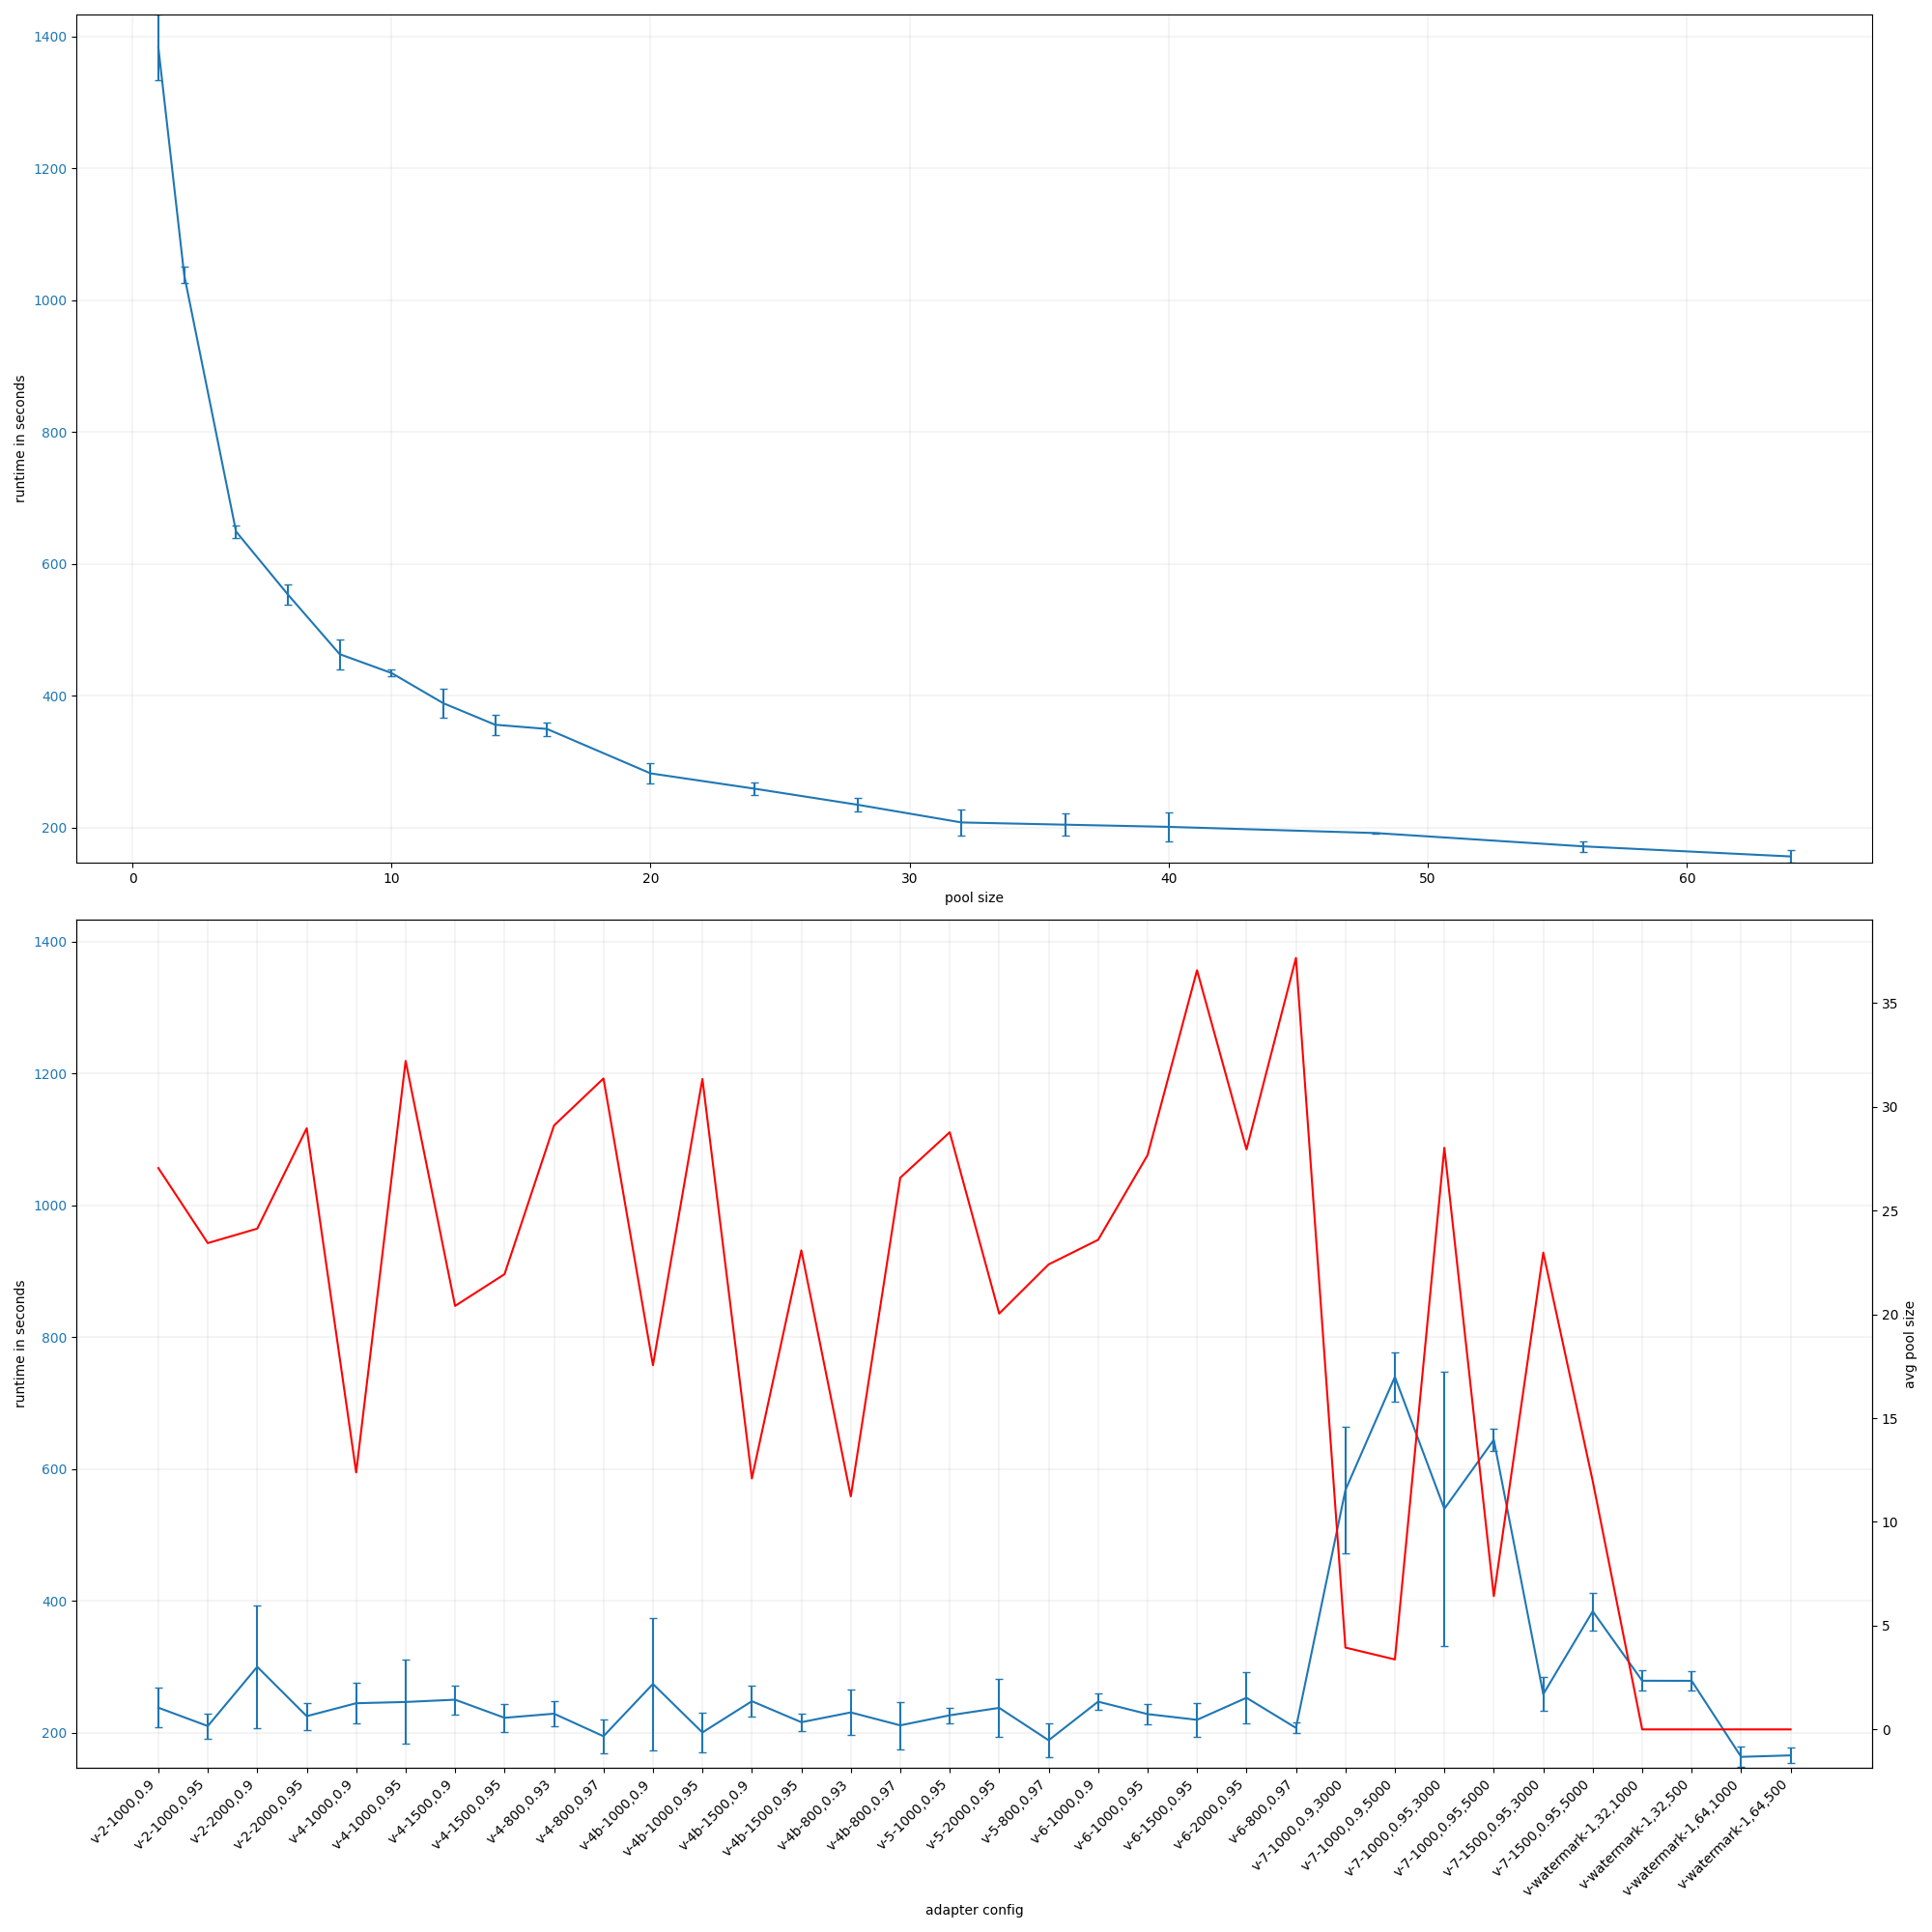 1400
1200
1000
800
600
400
200
runtime in seconds
0 10 20 30 40 50 60
pool size
1400
1200
1000
800
600
400
200
runtime in seconds
35
30
25
20
15
10
5
0
avg pool size
v-2-1000,0.9
v-2-1000,0.95
v-2-2000,0.9
v-2-2000,0.95
v-4-1000,0.9
v-4-1000,0.95
v-4-1500,0.9
v-4-1500,0.95
v-4-800,0.93
v-4-800,0.97
v-4b-1000,0.9
v-4b-1000,0.95
v-4b-1500,0.9
v-4b-1500,0.95
v-4b-800,0.93
v-4b-800,0.97
v-5-1000,0.95
v-5-2000,0.95
v-5-800,0.97
v-6-1000,0.9
v-6-1000,0.95
v-6-1500,0.95
v-6-2000,0.95
v-6-800,0.97
v-7-1000,0.9,3000
v-7-1000,0.9,5000
v-7-1000,0.95,3000
v-7-1000,0.95,5000
v-7-1500,0.95,3000
v-7-1500,0.95,5000
v-watermark-1,32,1000
v-watermark-1,32,500
v-watermark-1,64,1000
v-watermark-1,64,500
adapter config